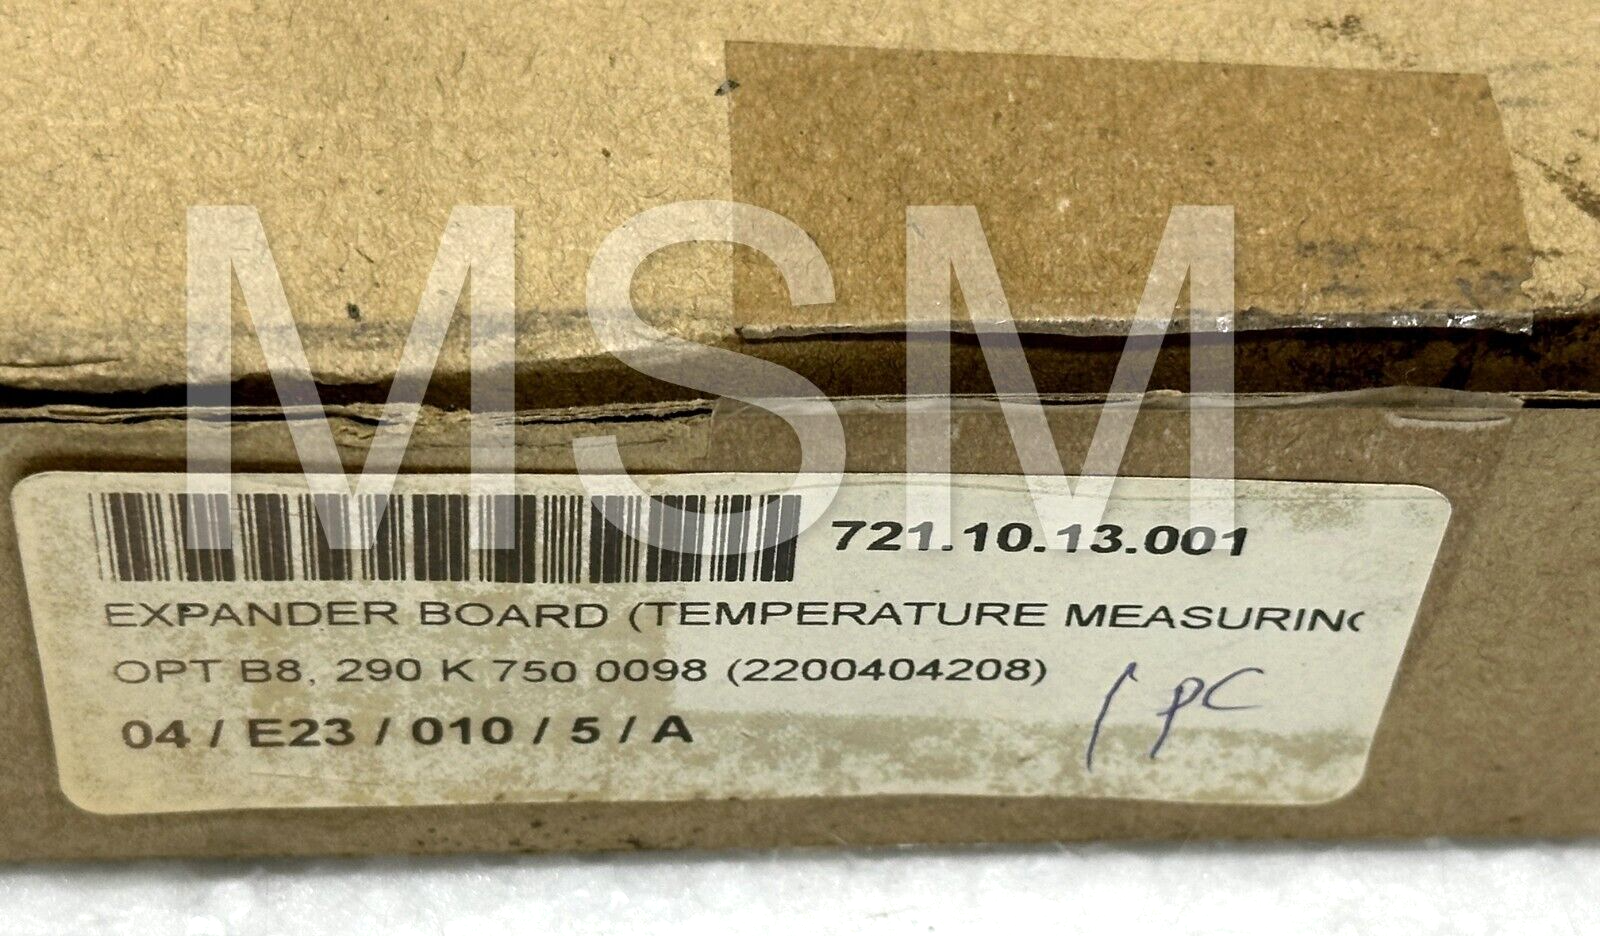 MSM
721.10.13.001
EXPANDER BOARD (TEMPERATURE MEASURING
OPT B8, 290 K 750 0098 (2200404208)
1 PC
04 / E23 / 010 / 5 / A